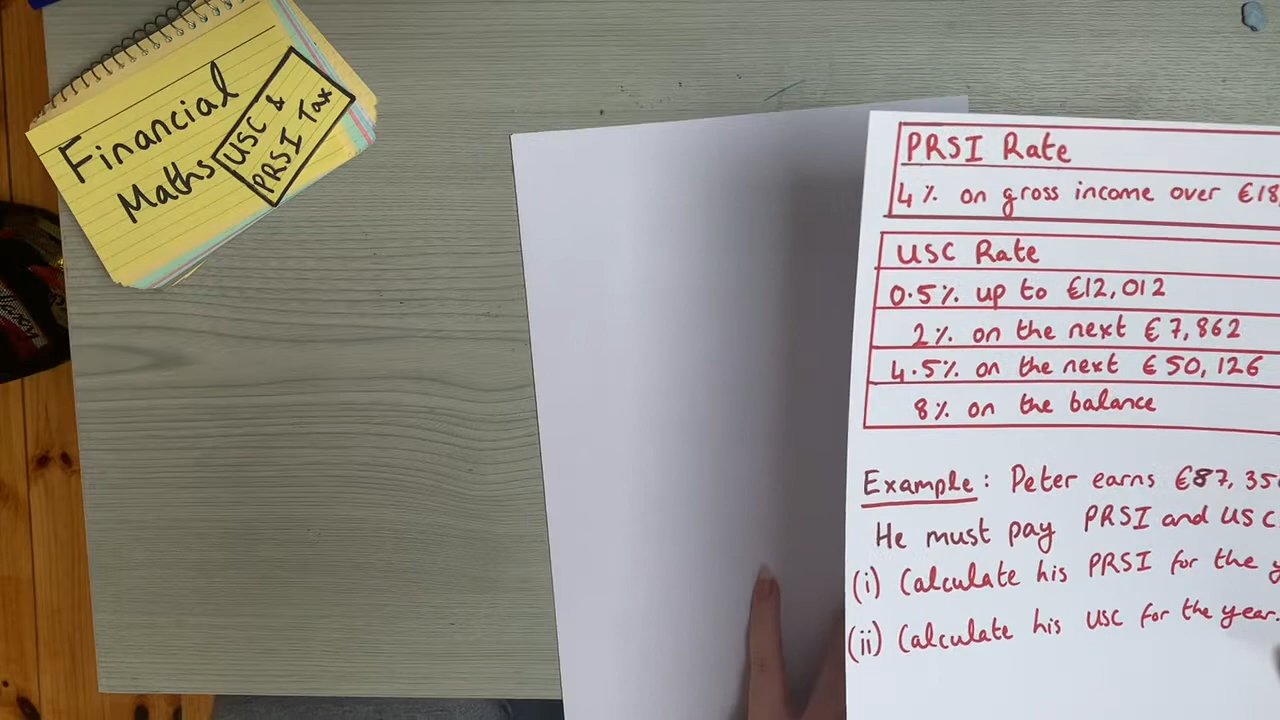 Financial
Maths
USC &
PRSI Tax
PRSI Rate
4% on gross income over €18,
USC Rate
0.5% up to €12,012
2% on the next €7,862
4.5% on the next €50,126
8% on the balance
Example: Peter earns €87,350
He must pay PRSI and USC
(i) Calculate his PRSI for the y
(ii) Calculate his USC for the year.